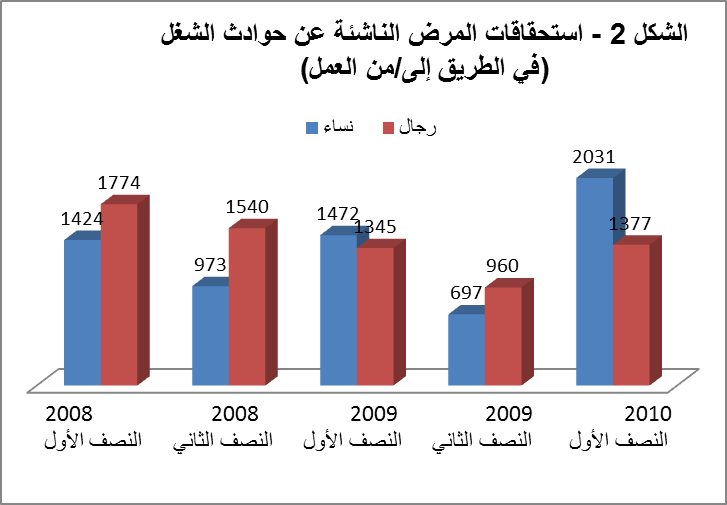 الشكل 2 - استحقاقات المرض الناشئة عن حوادث الشغل
(في الطريق إلى/من العمل)
نساء رجال
1424 1774 973 1540 1472 1345 697 960 2031 1377
2008 2008 2009 2009 2010
النصف الأول النصف الثاني النصف الأول النصف الثاني النصف الأول